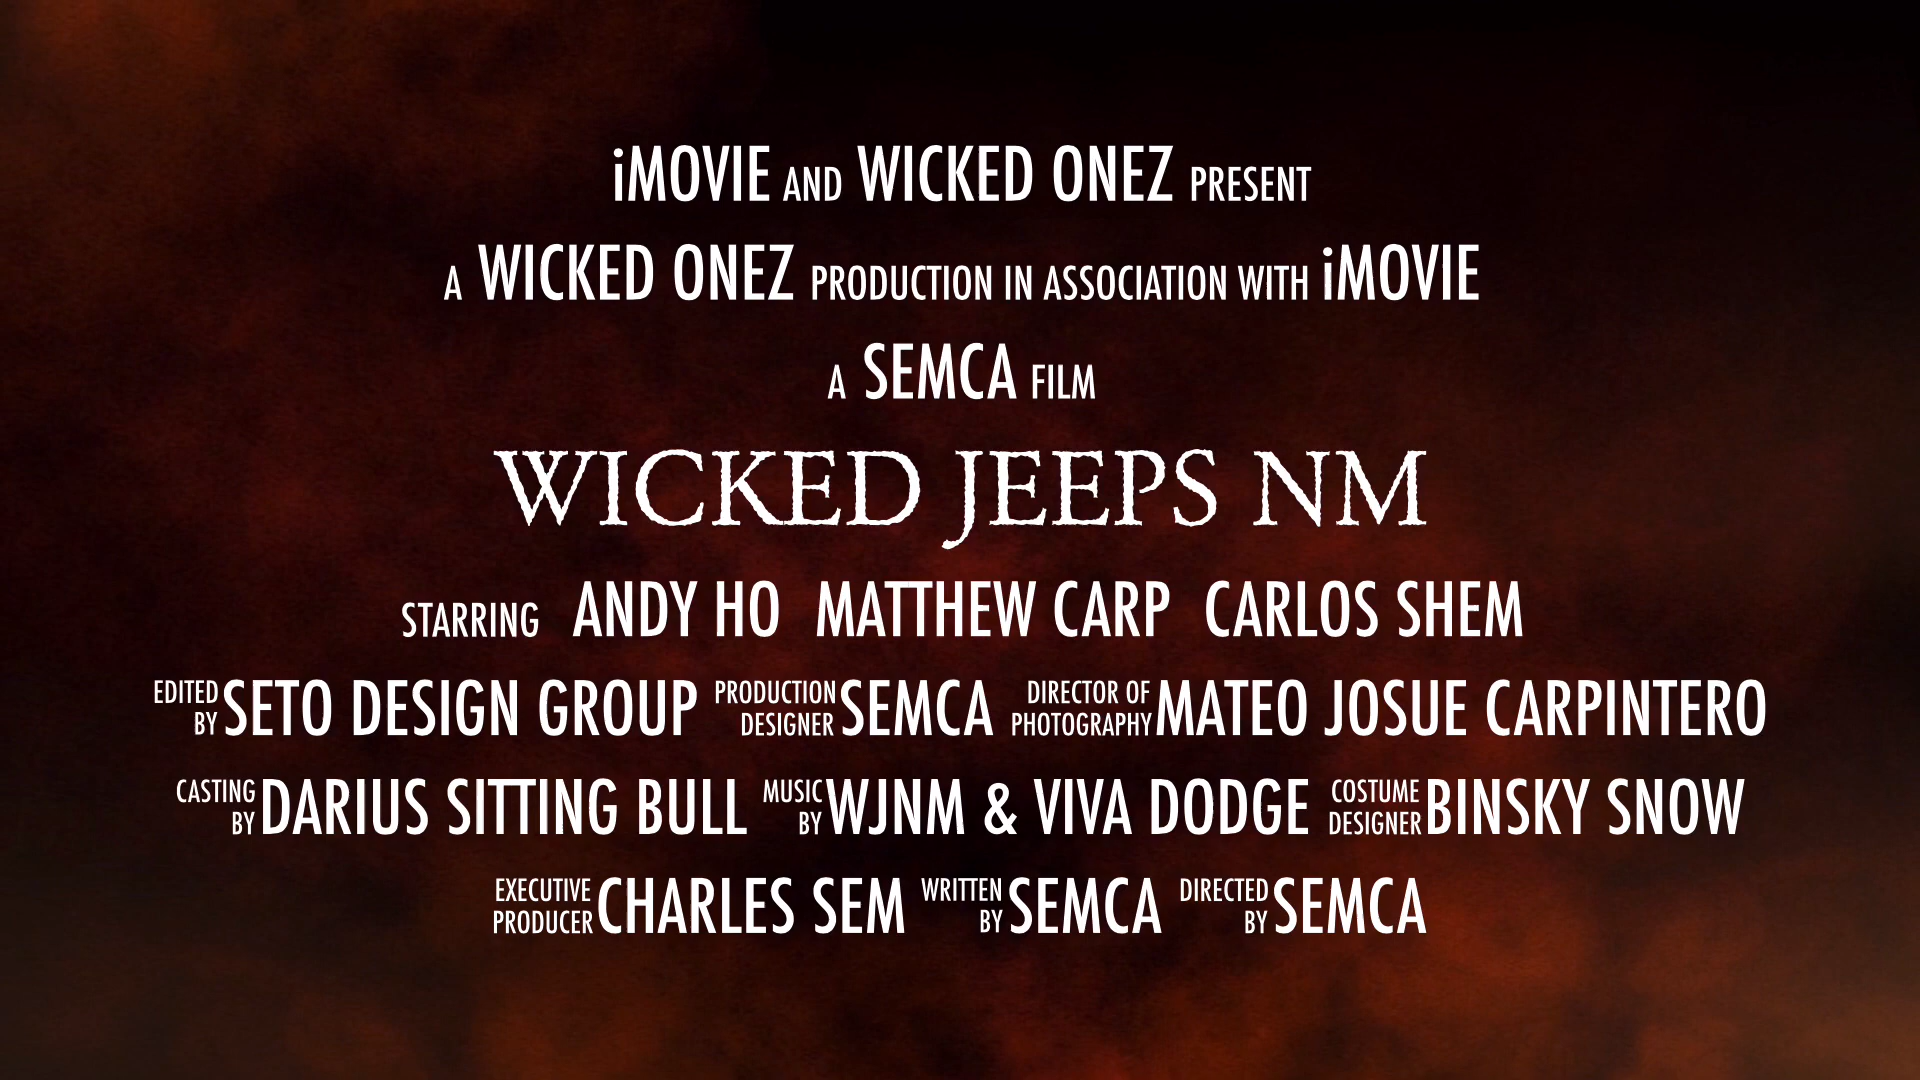 iMOVIE AND WICKED ONEZ PRESENT
A WICKED ONEZ PRODUCTION IN ASSOCIATION WITH iMOVIE
A SEMCA FILM
WICKED JEEPS NM
STARRING ANDY HO MATTHEW CARP CARLOS SHEM
EDITED BY SETO DESIGN GROUP PRODUCTION DESIGNER SEMCA DIRECTOR OF PHOTOGRAPHY MATEO JOSUE CARPINTERO
CASTING BY DARIUS SITTING BULL MUSIC BY WJNM & VIVA DODGE COSTUME DESIGNER BINSKY SNOW
EXECUTIVE PRODUCER CHARLES SEM WRITTEN BY SEMCA DIRECTED BY SEMCA